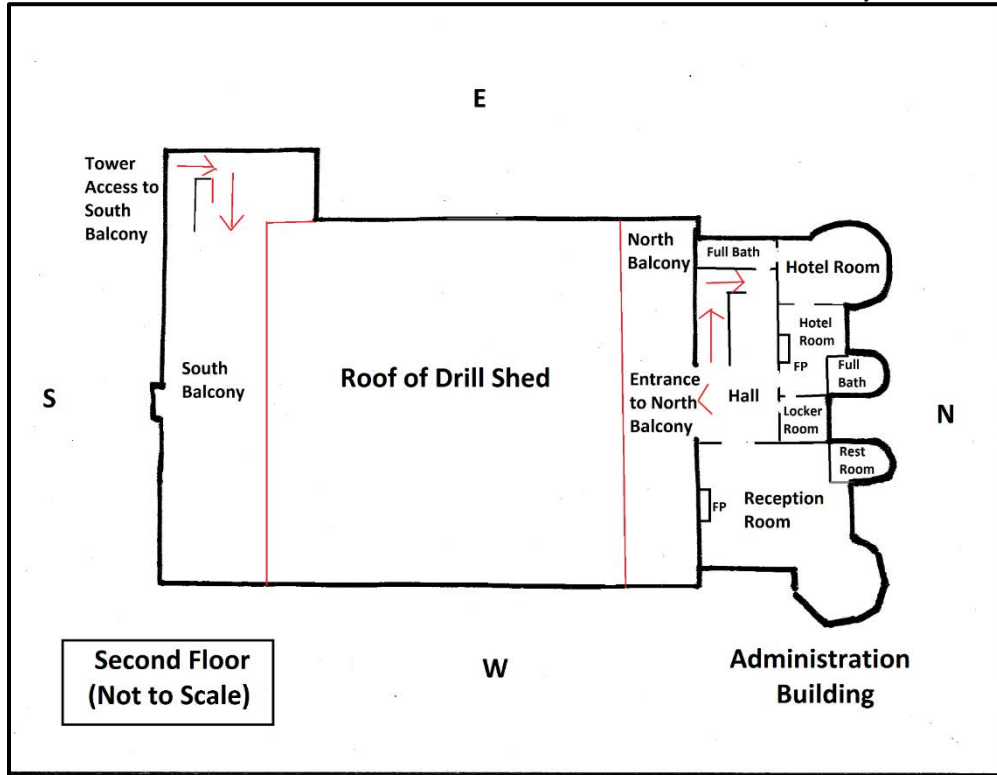 E
Tower
Access to
South
Balcony
North
Balcony
Full Bath
Hotel Room
Hotel
Room
FP
Full
Bath
South
Balcony
Roof of Drill Shed
Entrance
to North
Balcony
Hall
Locker
Room
S
N
Rest
Room
FP
Reception
Room
Second Floor
(Not to Scale)
W
Administration
Building